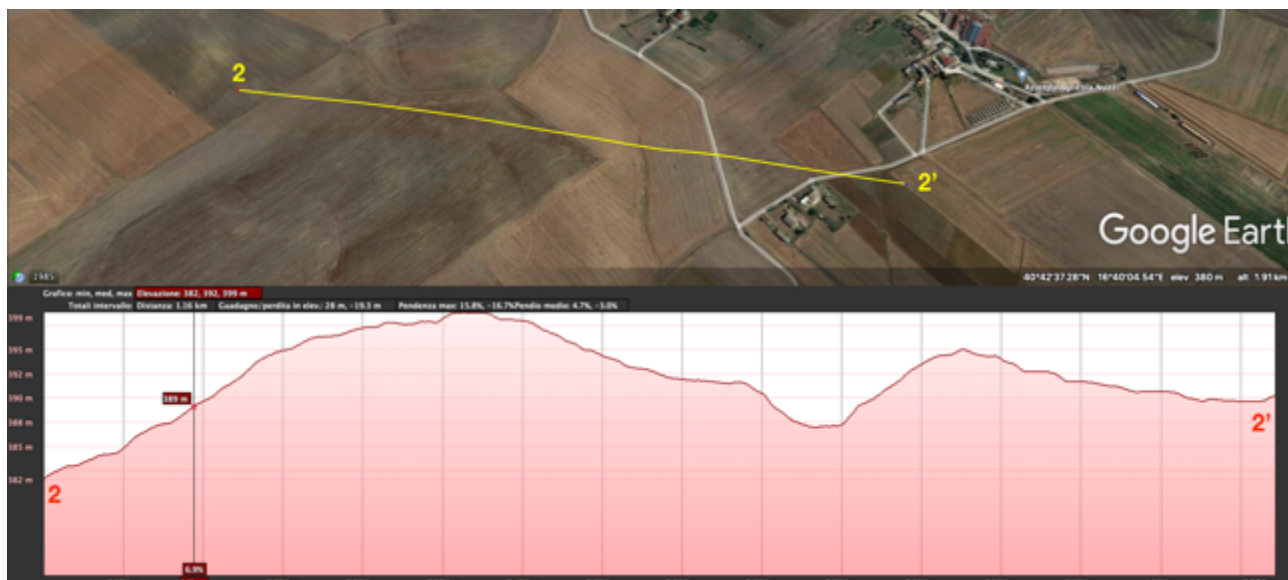 2
2'
Google Eart
1985
40°42'37.28"N 16°40'04.54"E elev 380 m alt 1.91 km
Grafico: min, med, max Elevazione: 382, 392, 399 m
Totali intervallo: Distanza: 1.16 km Guadagno/perdita in elev.: 28 m, -19.3 m Pendenza max: 15.8%, -16.7% Pendio medio: 4.7%, -3.0%
399 m
395 m
392 m
390 m
388 m
385 m
382 m
389 m
2
2'
6.9%